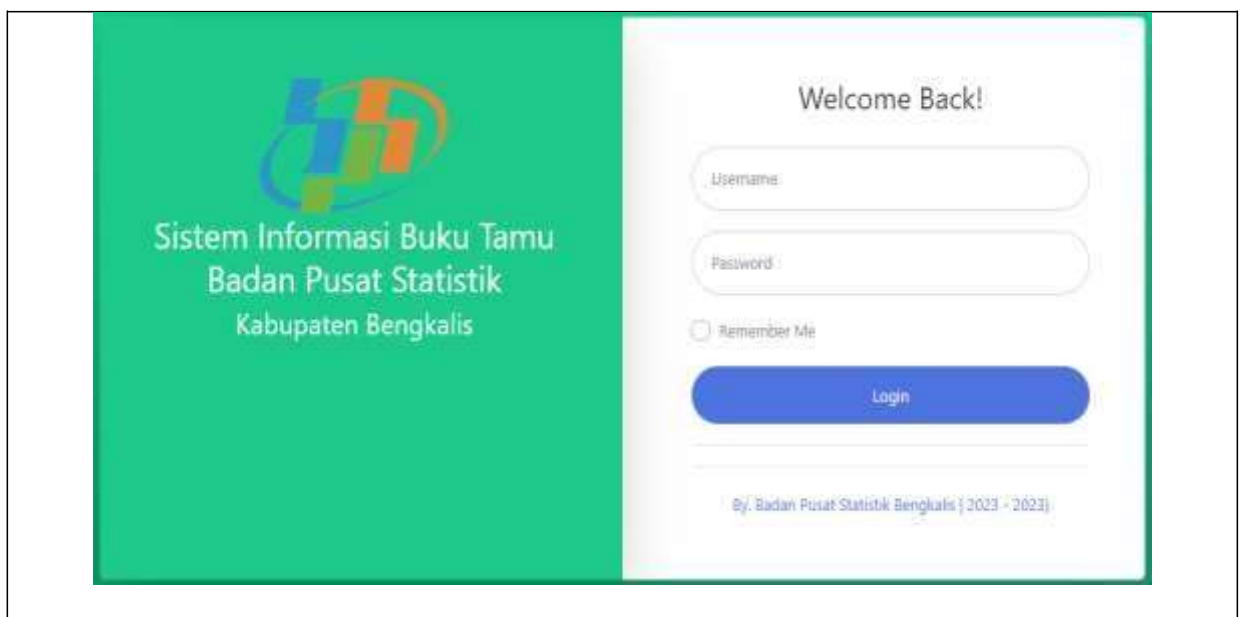 Sistem Informasi Buku Tamu
Badan Pusat Statistik
Kabupaten Bengkalis
Welcome Back!
Username
Password
Remember Me
Login
By. Badan Pusat Statistik Bengkalis ( 2023 - 2023)